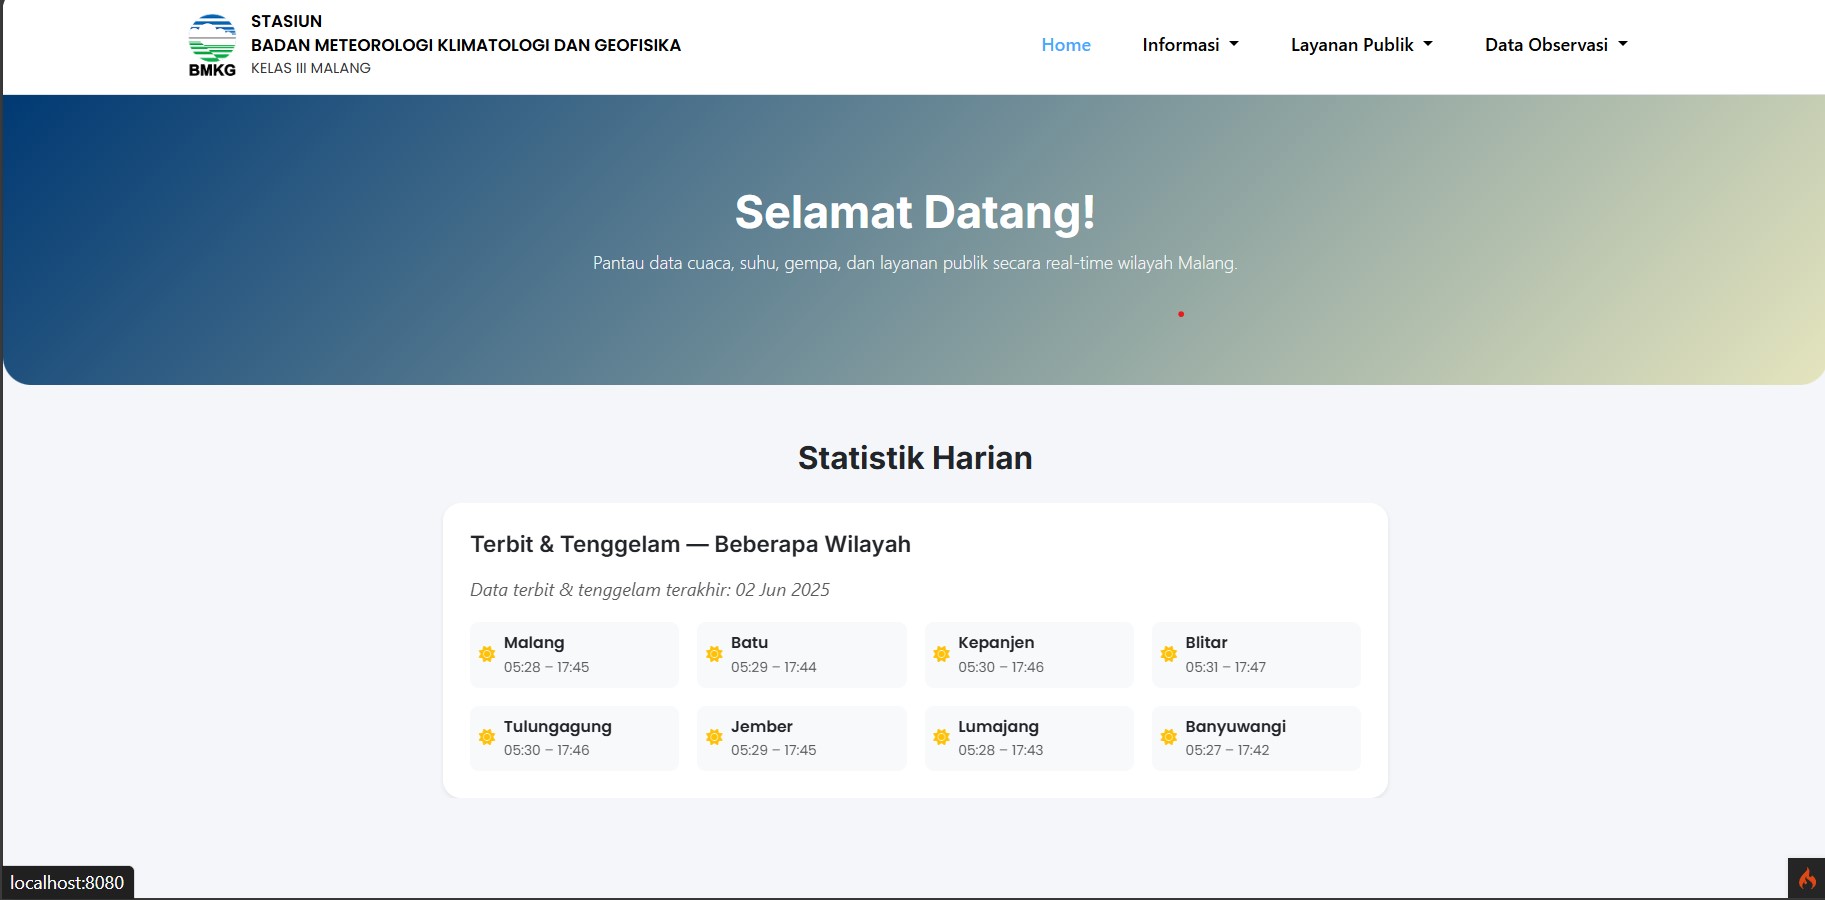 STASIUN
BADAN METEOROLOGI KLIMATOLOGI DAN GEOFISIKA
KELAS III MALANG
BMKG
Home
Informasi
Layanan Publik
Data Observasi
Selamat Datang!
Pantau data cuaca, suhu, gempa, dan layanan publik secara real-time wilayah Malang.
Statistik Harian
Terbit & Tenggelam — Beberapa Wilayah
Data terbit & tenggelam terakhir: 02 Jun 2025
Malang
05:28 – 17:45
Batu
05:29 – 17:44
Kepanjen
05:30 – 17:46
Blitar
05:31 – 17:47
Tulungagung
05:30 – 17:46
Jember
05:29 – 17:45
Lumajang
05:28 – 17:43
Banyuwangi
05:27 – 17:42
localhost:8080